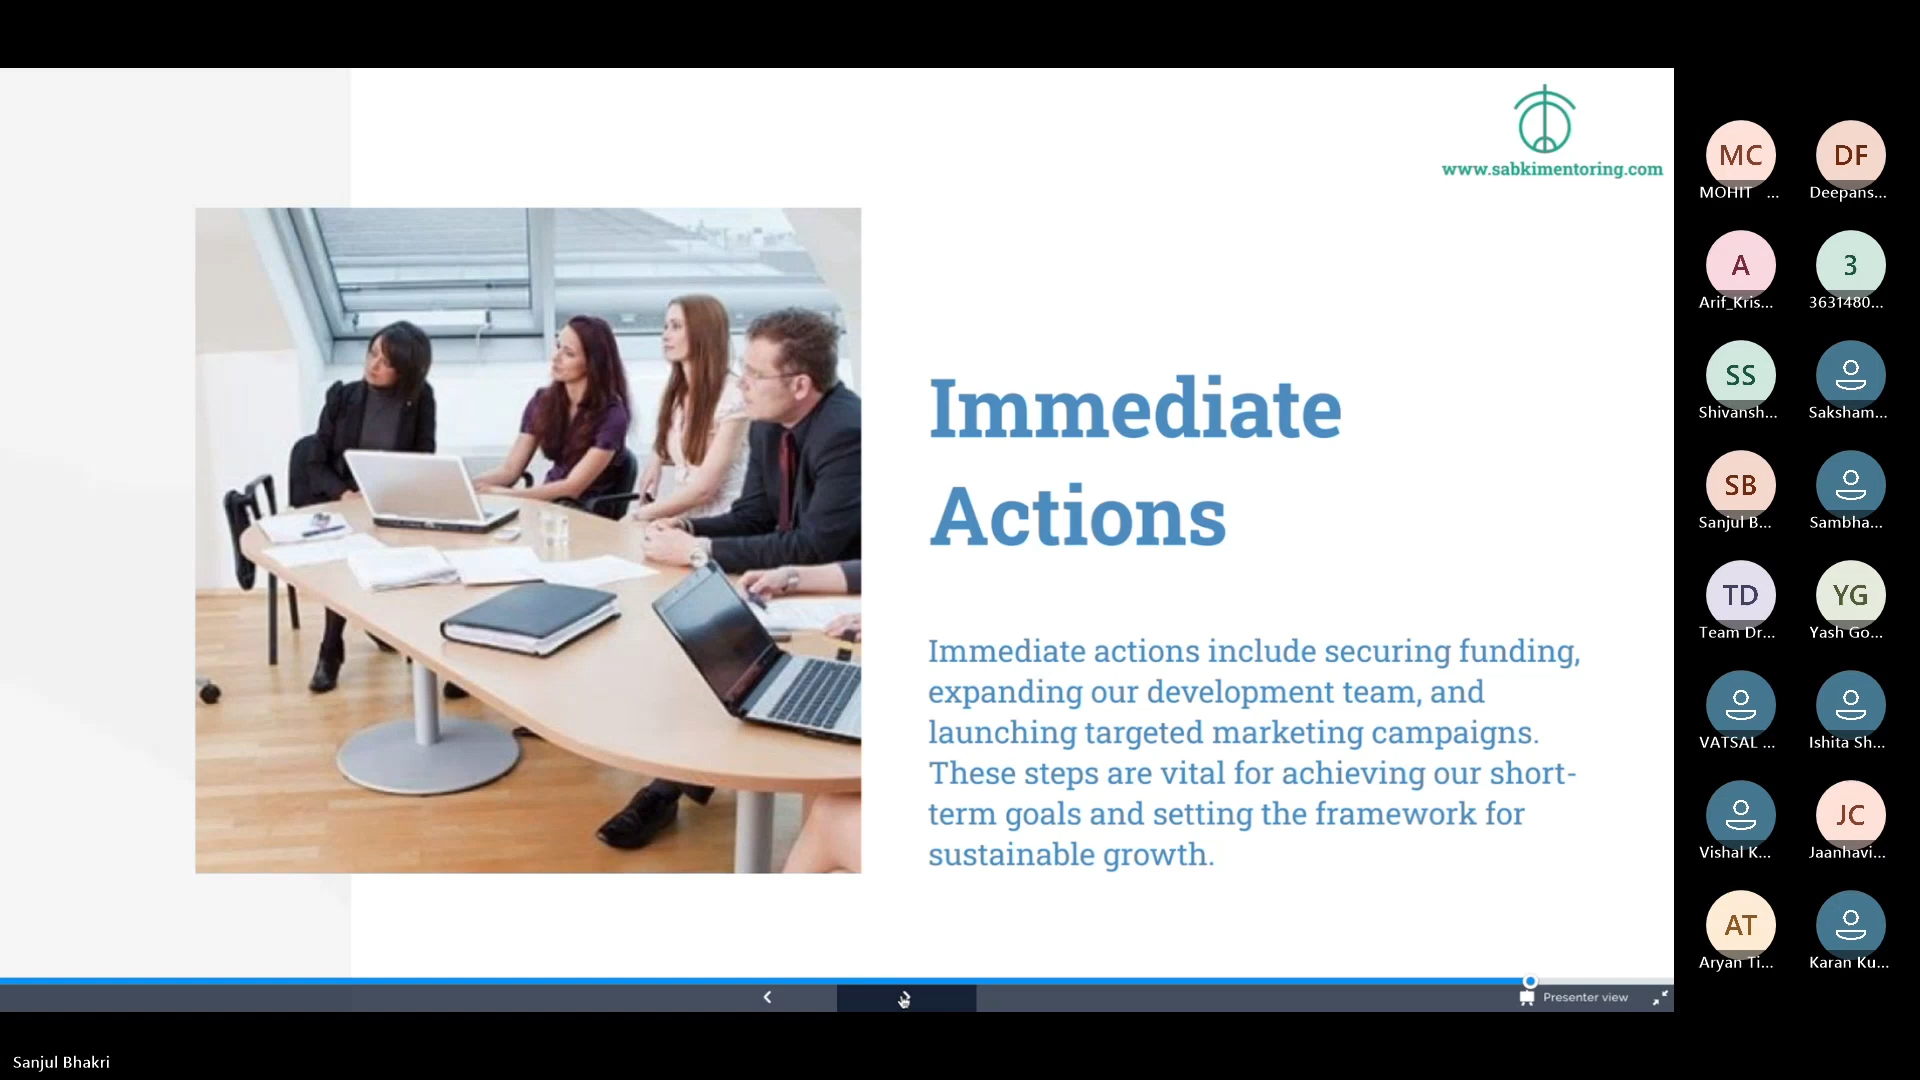 www.sabkimentoring.com
Immediate
Actions
Immediate actions include securing funding,
expanding our development team, and
launching targeted marketing campaigns.
These steps are vital for achieving our short-
term goals and setting the framework for
sustainable growth.
Presenter view
MC
MOHIT ...
DF
Deepans...
A
Arif_Kris...
3
3631480...
SS
Shivansh...
Saksham...
SB
Sanjul B...
Sambha...
TD
Team Dr...
YG
Yash Go...
VATSAL ...
Ishita Sh...
Vishal K...
JC
Jaanhavi...
AT
Aryan Ti...
Karan Ku...
Sanjul Bhakri